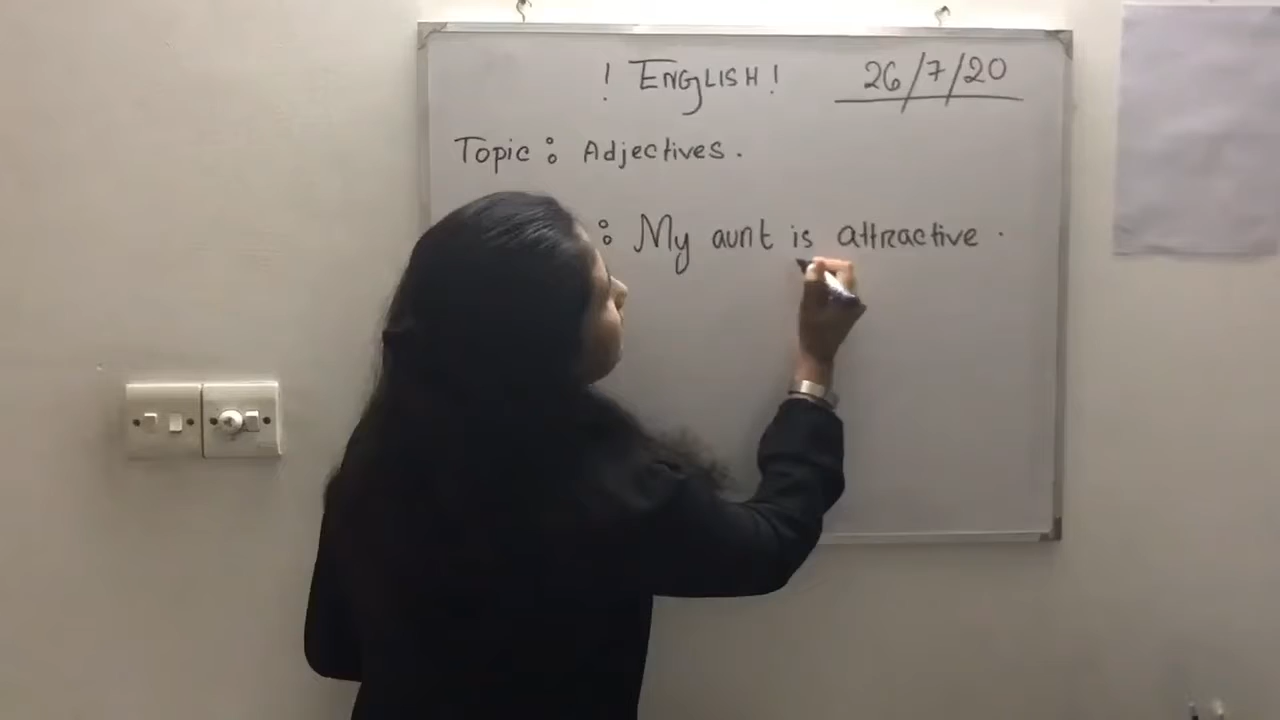 ! ENGLISH! 26/7/20
Topic : Adjectives.
: My aunt is attractive.